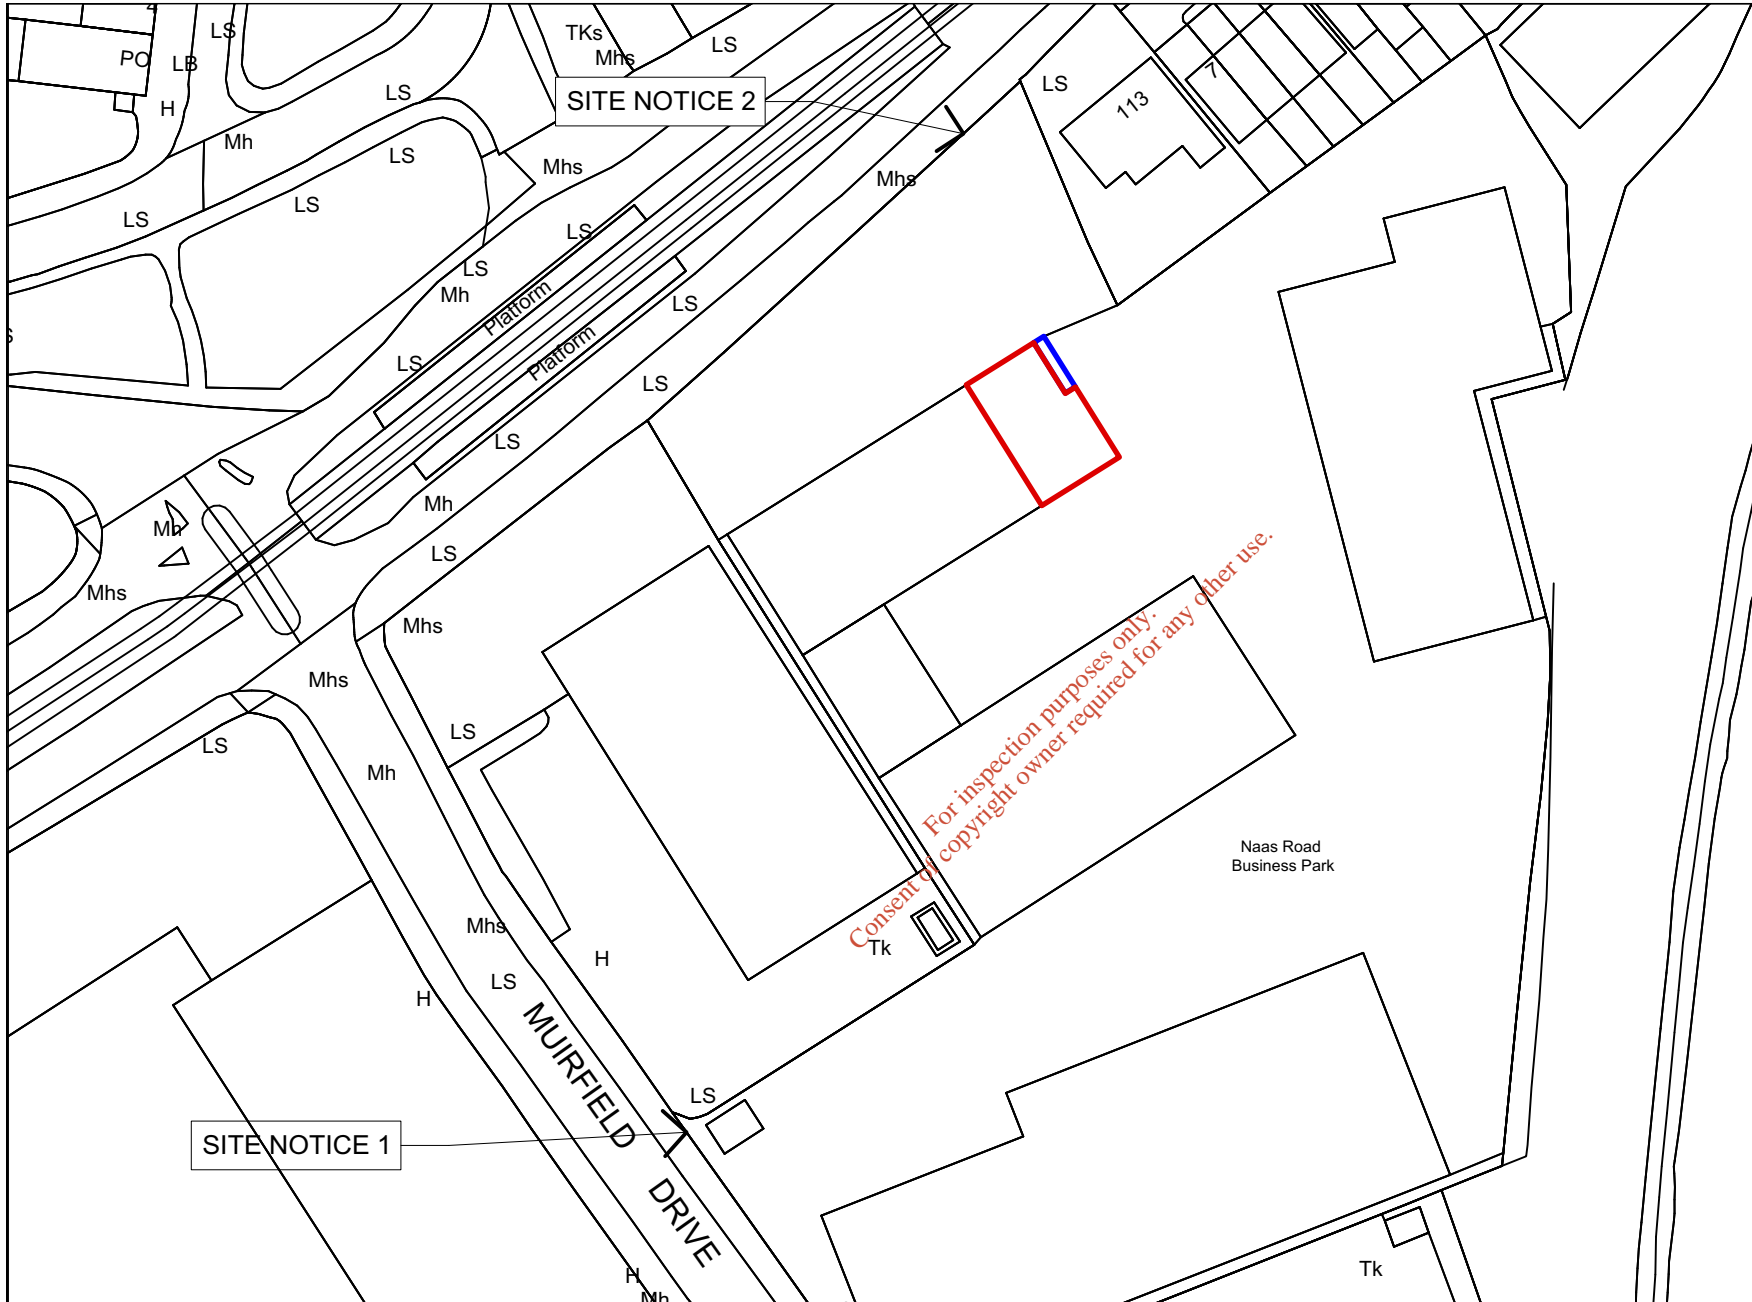 LS
TKs
Mhs
LS
PO
LB
LS
H
SITE NOTICE 2
LS
7
113
Mh
LS
Mhs
Mhs
LS
LS
LS
LS
Mh
Platform
LS
Platform
LS
LS
LS
Mh
Mh
LS
Mhs
Mhs
Mhs
LS
LS
Mh
For inspection purposes only.
Consent of copyright owner required for any other use.
Naas Road
Business Park
Mhs
Tk
H
LS
H
MUIRFIELD DRIVE
LS
SITE NOTICE 1
H
Mh
Tk